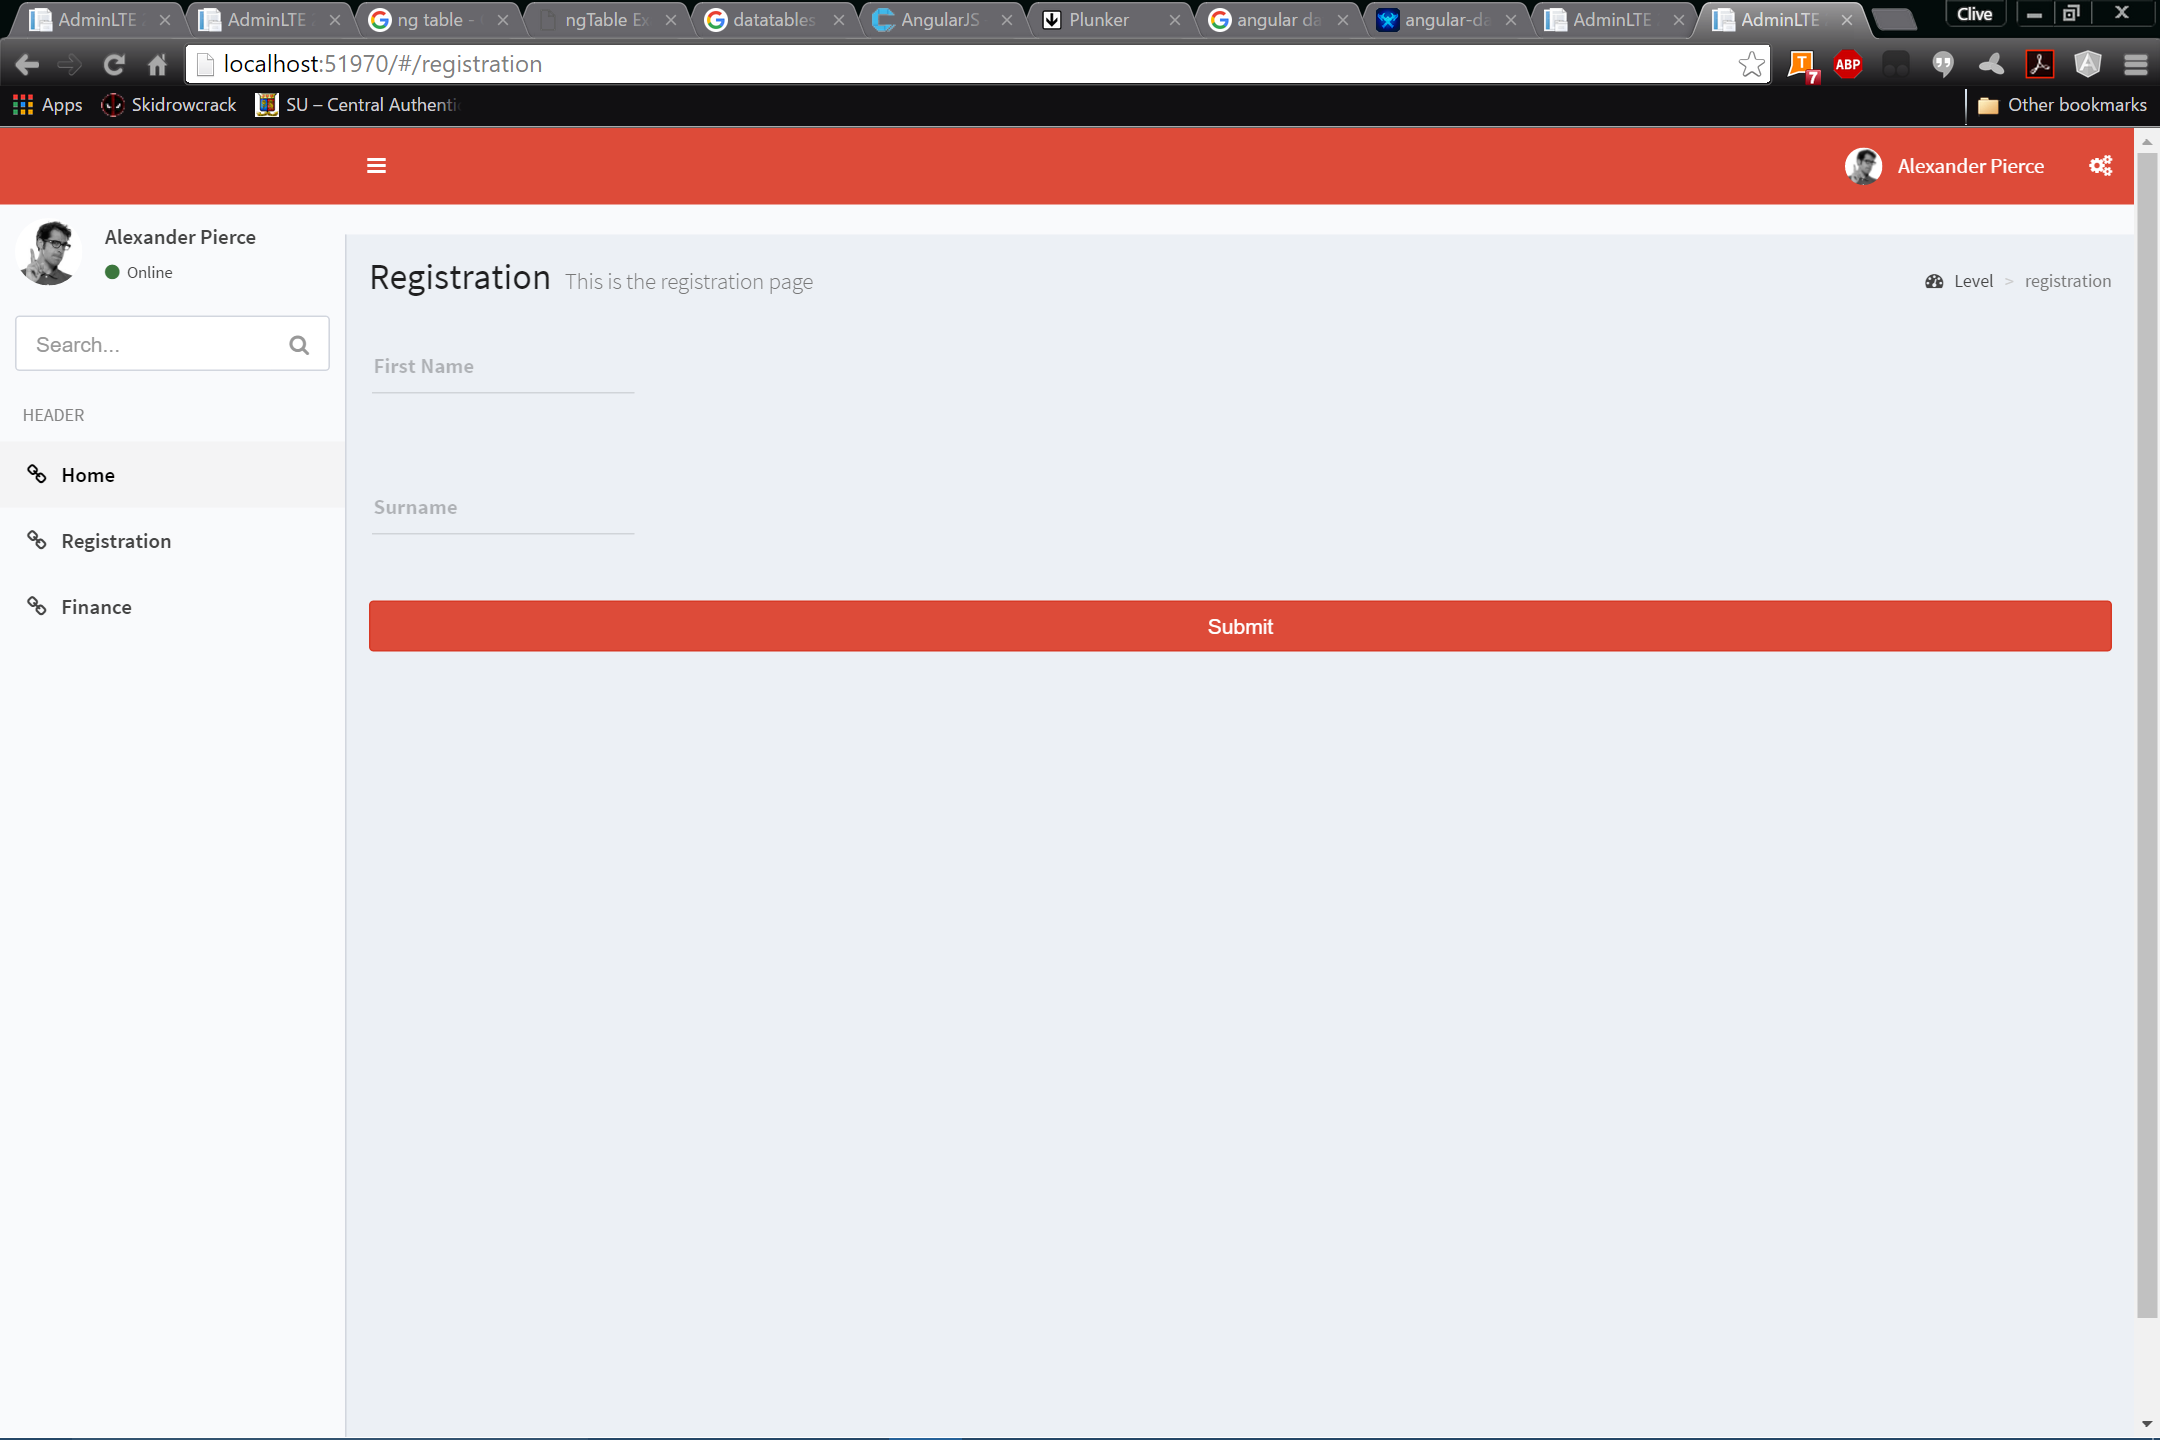 AdminLTE
AdminLTE
ng table -
ngTable Ex
datatables
AngularJS
Plunker
angular da
angular-da
AdminLTE
AdminLTE
Clive
localhost:51970/#/registration
T
7
ABP
Apps
Skidrowcrack
SU – Central Authenti
Other bookmarks
Alexander Pierce
Alexander Pierce
Online
Registration This is the registration page
Level > registration
Search...
First Name
HEADER
Home
Surname
Registration
Finance
Submit